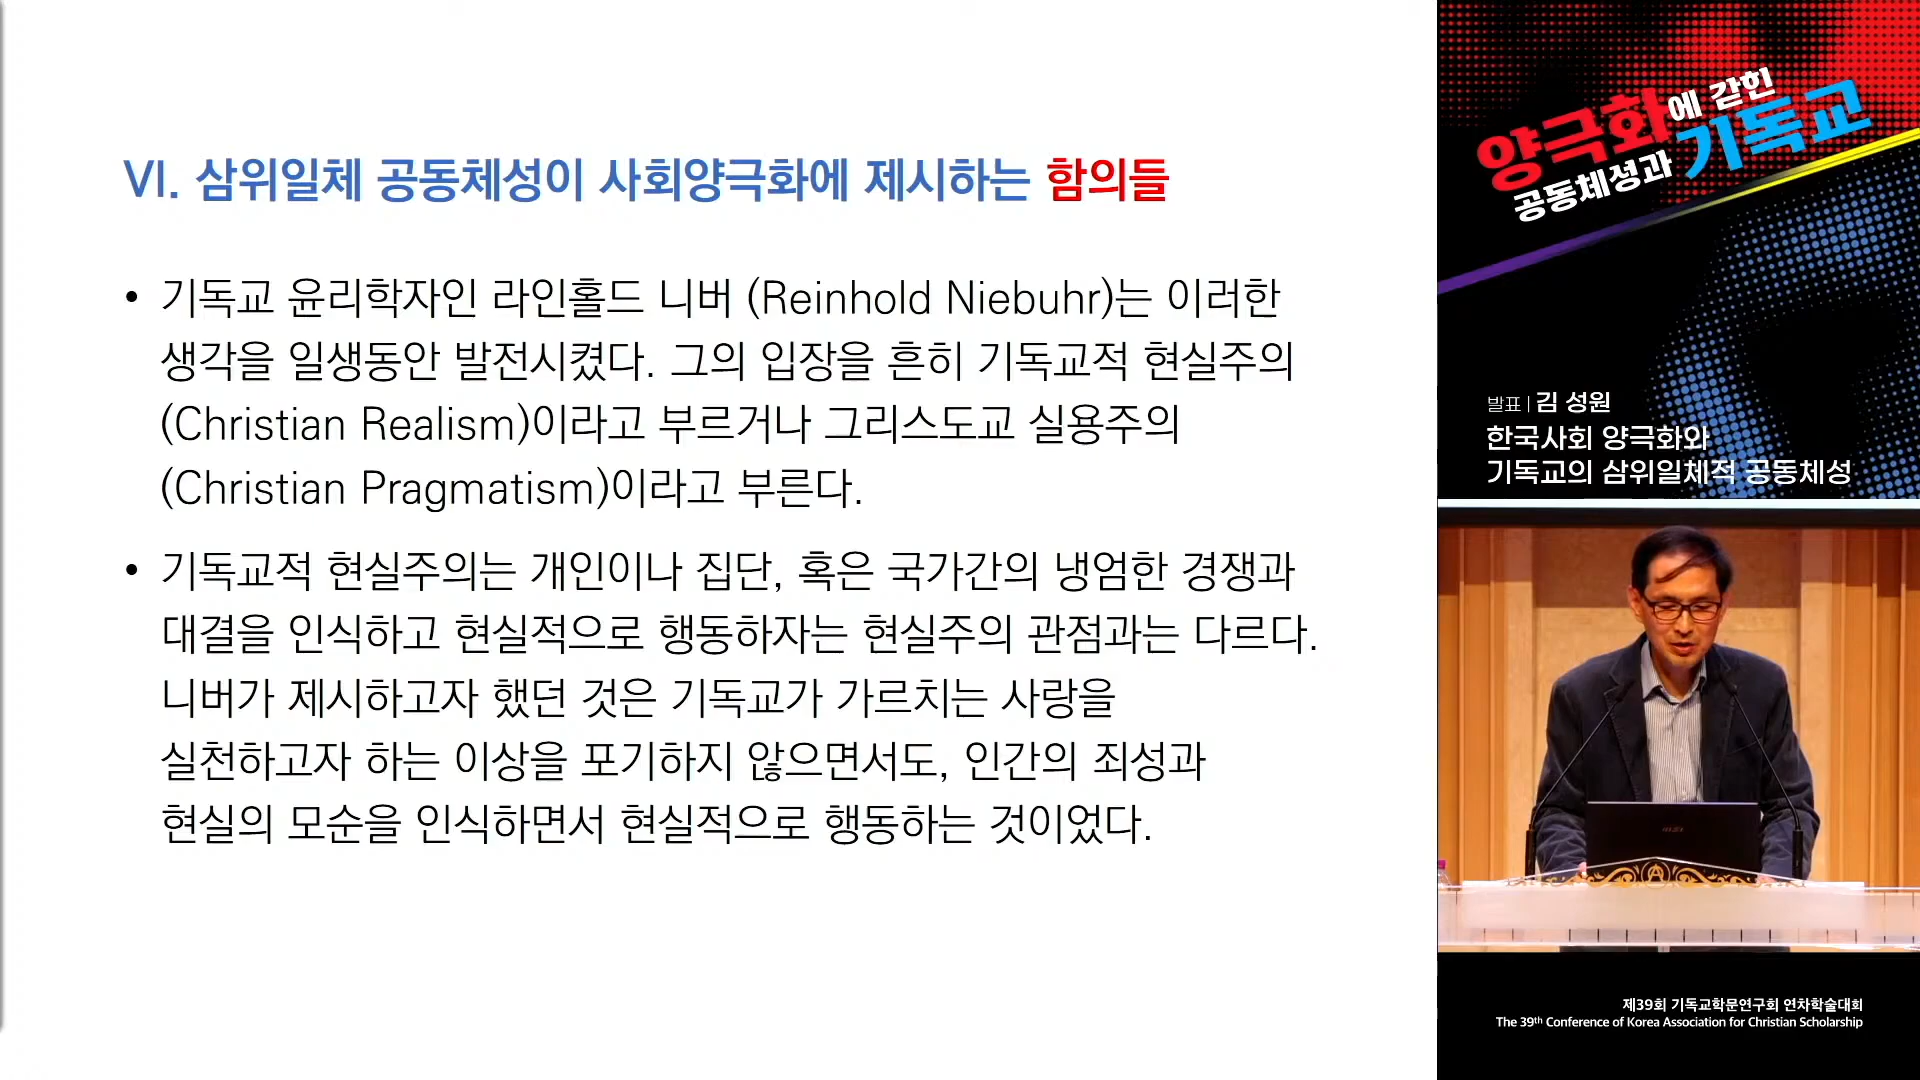 VI. 삼위일체 공동체성이 사회양극화에 제시하는 함의들
• 기독교 윤리학자인 라인홀드 니버 (Reinhold Niebuhr)는 이러한
생각을 일생동안 발전시켰다. 그의 입장을 흔히 기독교적 현실주의
(Christian Realism)이라고 부르거나 그리스도교 실용주의
(Christian Pragmatism)이라고 부른다.
• 기독교적 현실주의는 개인이나 집단, 혹은 국가간의 냉엄한 경쟁과
대결을 인식하고 현실적으로 행동하자는 현실주의 관점과는 다르다.
니버가 제시하고자 했던 것은 기독교가 가르치는 사랑을
실천하고자 하는 이상을 포기하지 않으면서도, 인간의 죄성과
현실의 모순을 인식하면서 현실적으로 행동하는 것이었다.
양극화에 갇힌
공동체성과 기독교
발표 | 김 성원
한국사회 양극화와
기독교의 삼위일체적 공동체성
msi
제39회 기독교학문연구회 연차학술대회
The 39th Conference of Korea Association for Christian Scholarship